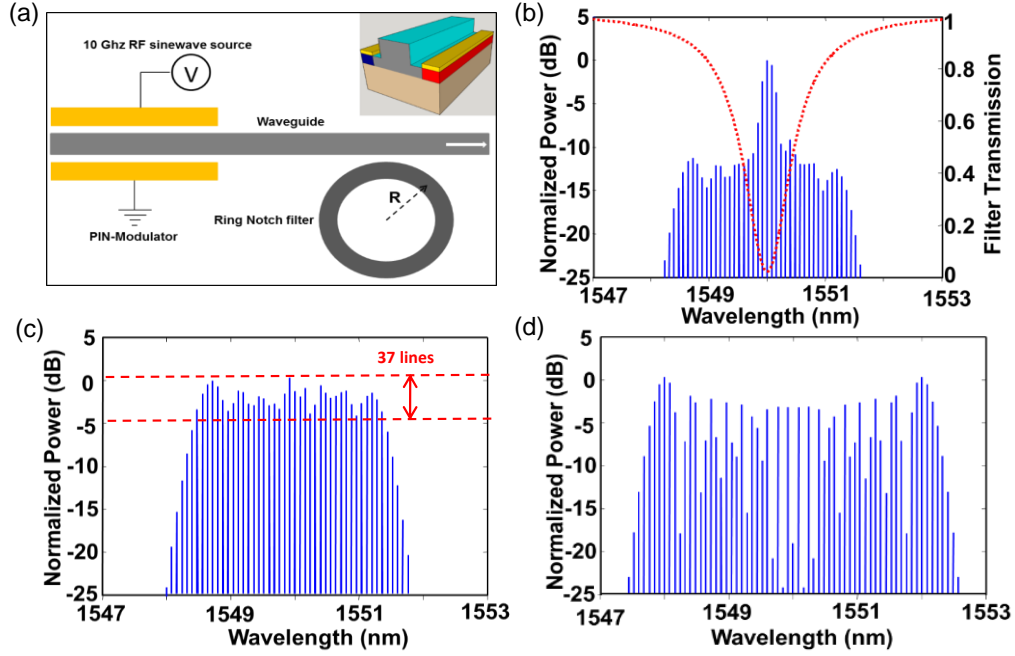 (a)
10 Ghz RF sinewave source
V
Waveguide
R
Ring Notch filter
PIN-Modulator
(b)
Normalized Power (dB)
5
0
-5
-10
-15
-20
-25
1
0.8
0.6
0.4
0.2
0
Filter Transmission
1547
1549
1551
1553
Wavelength (nm)
(c)
Normalized Power (dB)
5
0
-5
-10
-15
-20
-25
37 lines
1547
1549
1551
1553
Wavelength (nm)
(d)
Normalized Power (dB)
5
0
-5
-10
-15
-20
-25
1547
1549
1551
1553
Wavelength (nm)